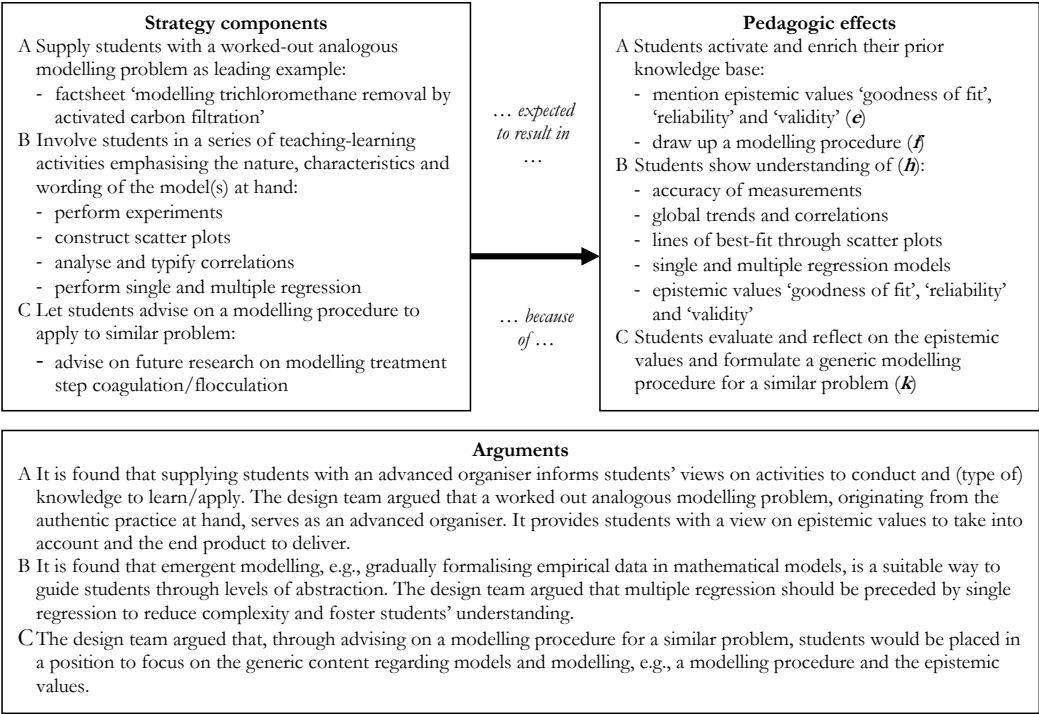 Strategy components
A Supply students with a worked-out analogous
modelling problem as leading example:
- factsheet ‘modelling trichloromethane removal by
activated carbon filtration’
B Involve students in a series of teaching-learning
activities emphasising the nature, characteristics and
wording of the model(s) at hand:
- perform experiments
- construct scatter plots
- analyse and typify correlations
- perform single and multiple regression
C Let students advise on a modelling procedure to
apply to similar problem:
- advise on future research on modelling treatment
step coagulation/flocculation
… expected
to result in
…
… because
of …
Pedagogic effects
A Students activate and enrich their prior
knowledge base:
- mention epistemic values ‘goodness of fit’,
‘reliability’ and ‘validity’ (e)
- draw up a modelling procedure (f)
B Students show understanding of (h):
- accuracy of measurements
- global trends and correlations
- lines of best-fit through scatter plots
- single and multiple regression models
- epistemic values ‘goodness of fit’, ‘reliability’
and ‘validity’
C Students evaluate and reflect on the epistemic
values and formulate a generic modelling
procedure for a similar problem (k)
Arguments
A It is found that supplying students with an advanced organiser informs students’ views on activities to conduct and (type of)
knowledge to learn/apply. The design team argued that a worked out analogous modelling problem, originating from the
authentic practice at hand, serves as an advanced organiser. It provides students with a view on epistemic values to take into
account and the end product to deliver.
B It is found that emergent modelling, e.g., gradually formalising empirical data in mathematical models, is a suitable way to
guide students through levels of abstraction. The design team argued that multiple regression should be preceded by single
regression to reduce complexity and foster students’ understanding.
C The design team argued that, through advising on a modelling procedure for a similar problem, students would be placed in
a position to focus on the generic content regarding models and modelling, e.g., a modelling procedure and the epistemic
values.